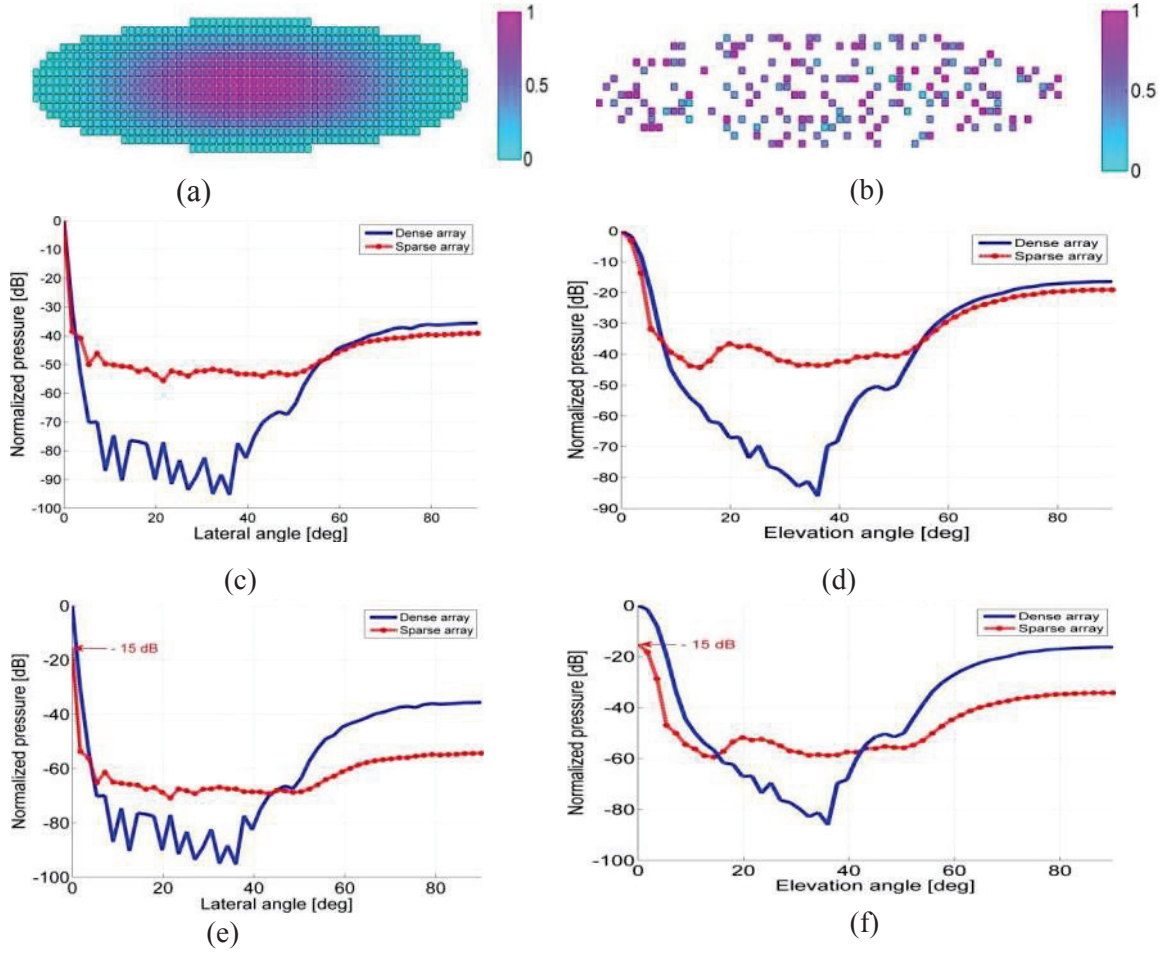 1
0.5
0
(a)
1
0.5
0
(b)
0
-10
-20
-30
-40
-50
-60
-70
-80
-90
-100
Normalized pressure [dB]
Dense array
Sparse array
0 20 40 60 80
Lateral angle [deg]
(c)
0
-10
-20
-30
-40
-50
-60
-70
-80
-90
Normalized pressure [dB]
Dense array
Sparse array
0 20 40 60 80
Elevation angle [deg]
(d)
0
-20
-40
-60
-80
-100
Normalized pressure [dB]
Dense array
Sparse array
- 15 dB
0 20 40 60 80
Lateral angle [deg]
(e)
0
-20
-40
-60
-80
-100
Normalized pressure [dB]
Dense array
Sparse array
- 15 dB
0 20 40 60 80
Elevation angle [deg]
(f)